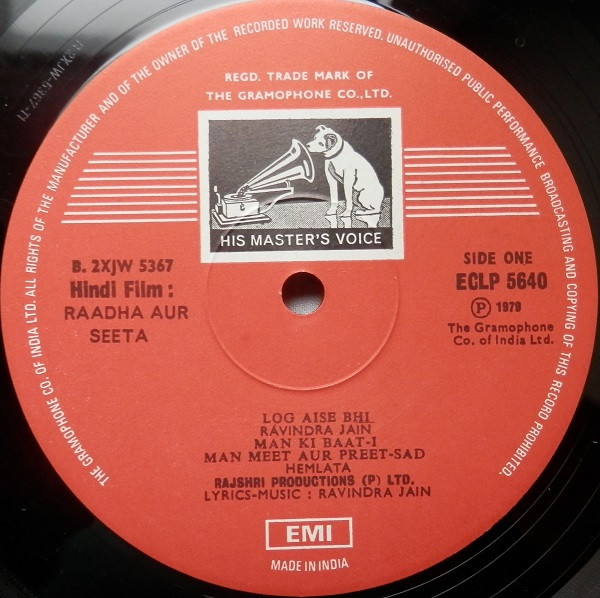 THE GRAMOPHONE CO. OF INDIA LTD. ALL RIGHTS OF THE MANUFACTURER AND OF THE OWNER OF THE RECORDED WORK RESERVED. UNAUTHORISED PUBLIC PERFORMANCE BROADCASTING AND COPYING OF THIS RECORD PROHIBITED.
REGD. TRADE MARK OF
THE GRAMOPHONE CO.,LTD.
HIS MASTER'S VOICE
B. 2XJW 5367
Hindi Film :
RAADHA AUR
SEETA
SIDE ONE
ECLP 5640
Ⓟ 1979
The Gramophone
Co. of India Ltd.
LOG AISE BHI
RAVINDRA JAIN
MAN KI BAAT-I
MAN MEET AUR PREET-SAD
HEMLATA
RAJSHRI PRODUCTIONS (P) LTD.
LYRICS-MUSIC : RAVINDRA JAIN
EMI
MADE IN INDIA